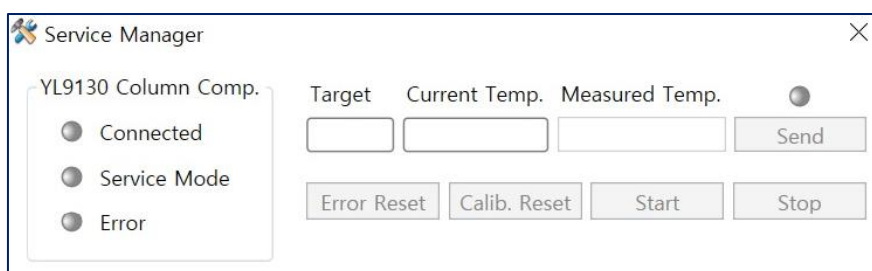 Service Manager
YL9130 Column Comp.
Connected
Service Mode
Error
Target Current Temp. Measured Temp.
Send
Error Reset Calib. Reset Start Stop